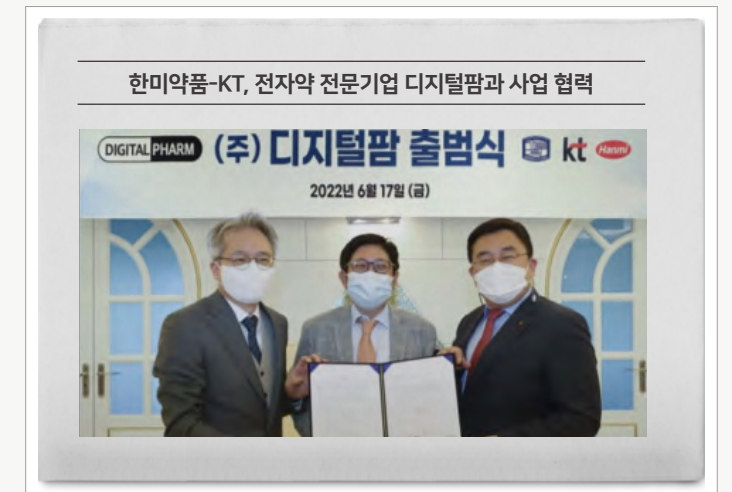 한미약품-KT, 전자약 전문기업 디지털팜과 사업 협력
DIGITAL PHARM (주) 디지털팜 출범식 kt Hanmi
2022년 6월 17일 (금)